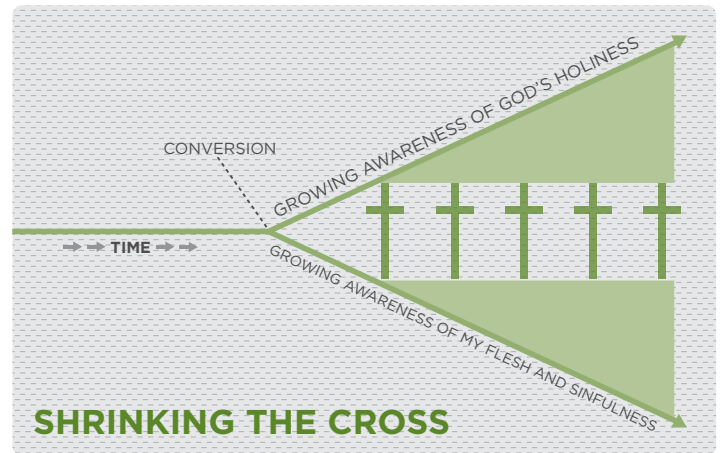 GROWING AWARENESS OF GOD'S HOLINESS
CONVERSION
TIME
GROWING AWARENESS OF MY FLESH AND SINFULNESS
SHRINKING THE CROSS